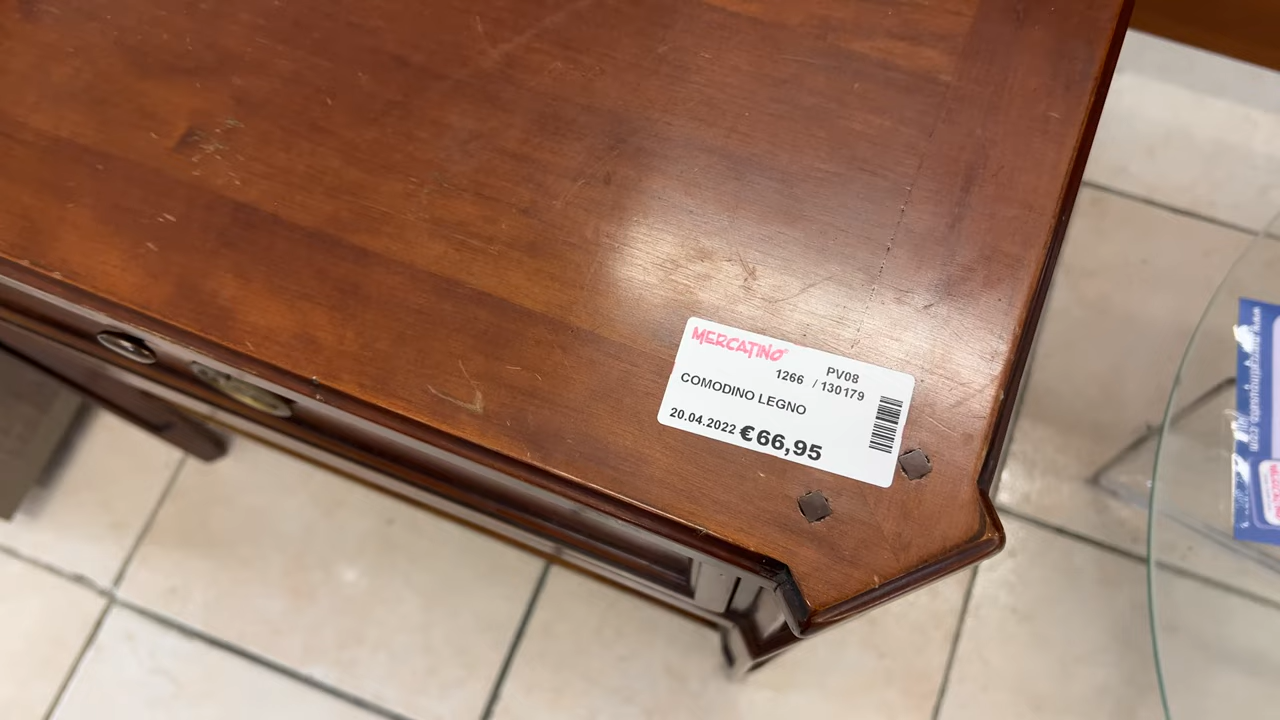 MERCATINO®
PV08
1266 / 130179
COMODINO LEGNO
20.04.2022 €66,95